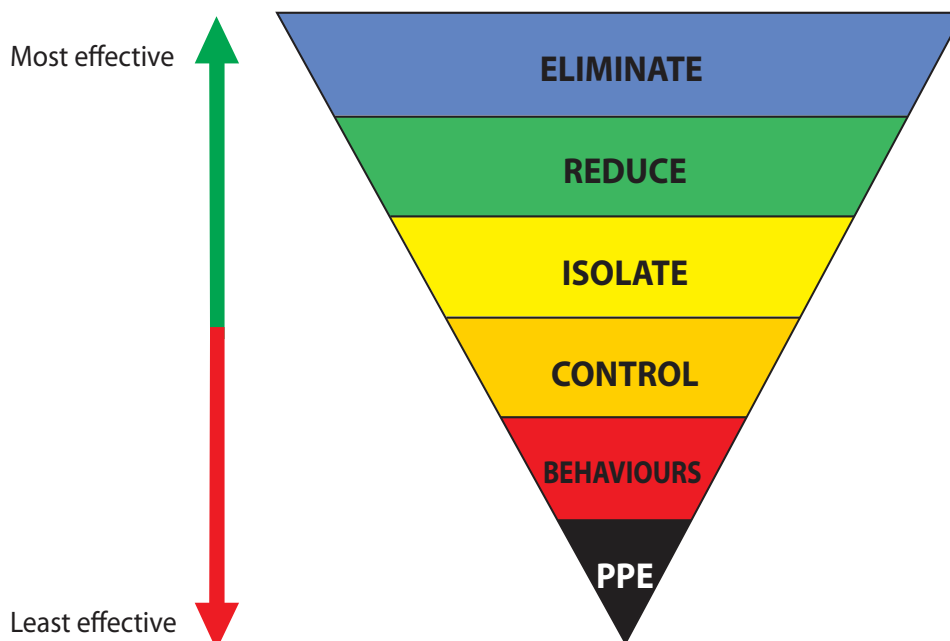 Most effective
ELIMINATE
REDUCE
ISOLATE
CONTROL
BEHAVIOURS
PPE
Least effective